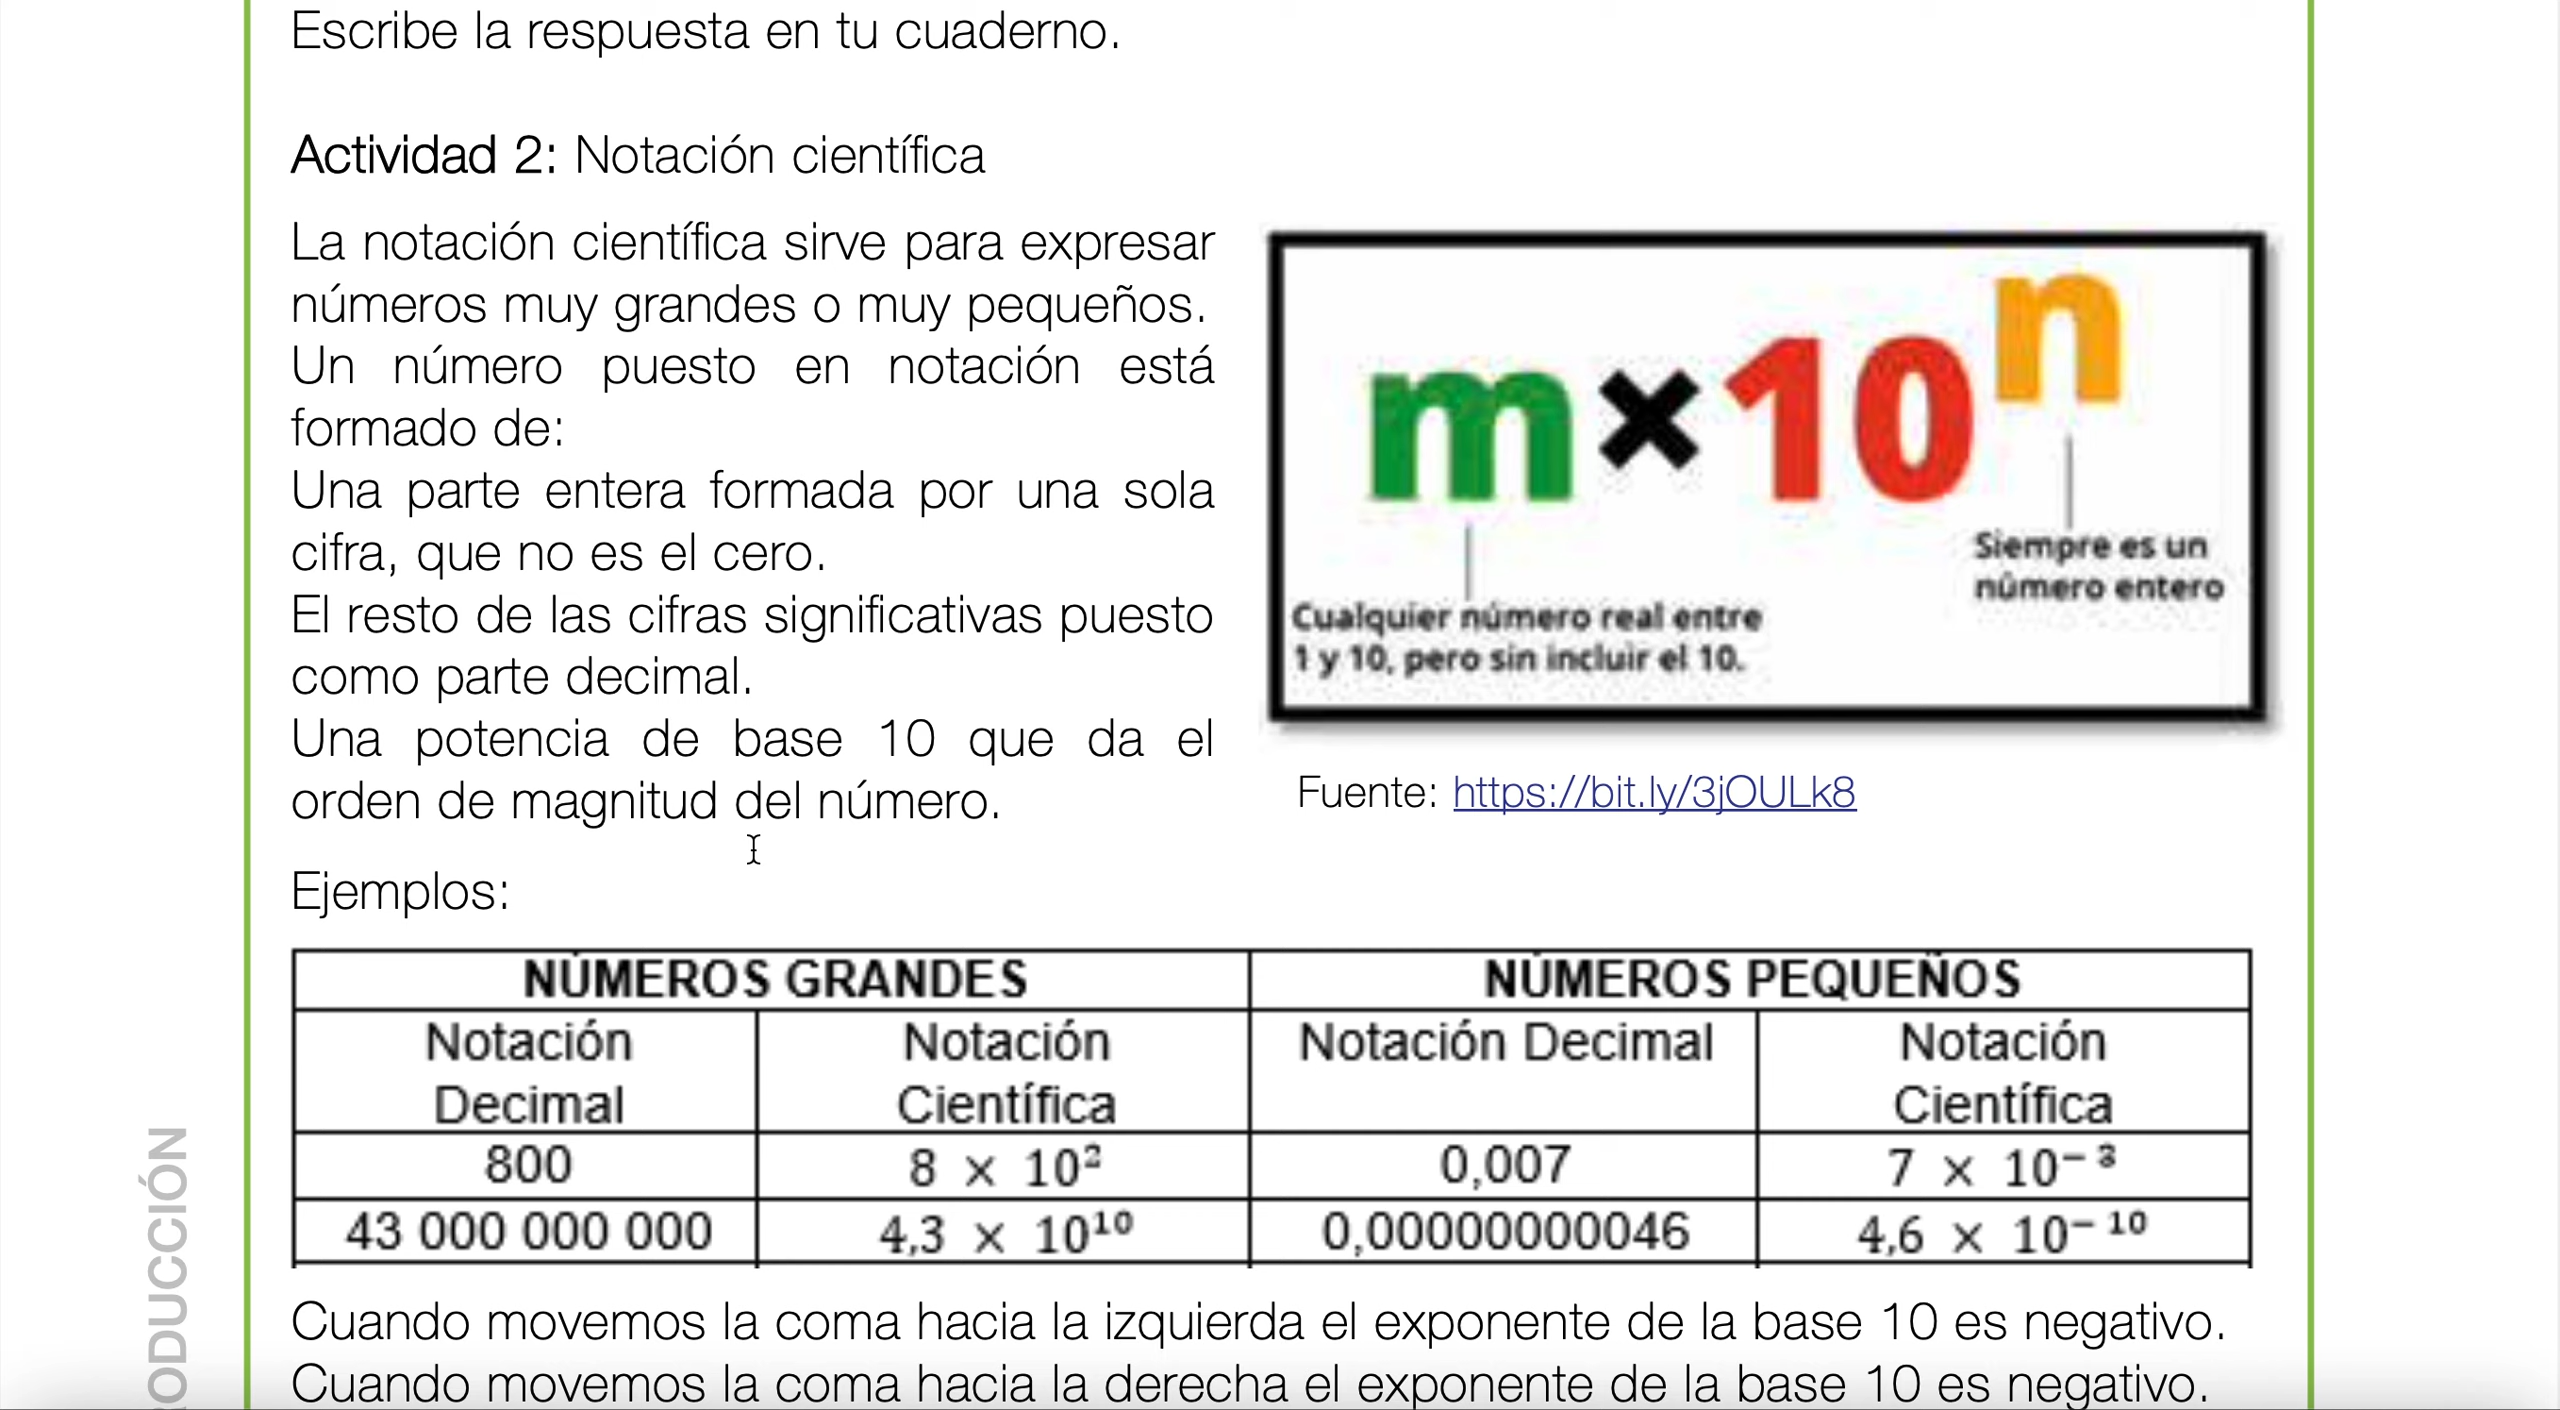 Escribe la respuesta en tu cuaderno.
Actividad 2: Notación científica
La notación científica sirve para expresar
números muy grandes o muy pequeños.
Un número puesto en notación está
formado de:
Una parte entera formada por una sola
cifra, que no es el cero.
El resto de las cifras significativas puesto
como parte decimal.
Una potencia de base 10 que da el
orden de magnitud del número.
m×10ⁿ
Siempre es un
número entero
Cualquier número real entre
1 y 10, pero sin incluir el 10.
Fuente: https://bit.ly/3jOULk8
Ejemplos:
NÚMEROS GRANDES NÚMEROS PEQUEÑOS
Notación Decimal Notación Científica Notación Decimal Notación Científica
800 8 × 10² 0,007 7 × 10⁻³
43 000 000 000 4,3 × 10¹⁰ 0,00000000046 4,6 × 10⁻¹⁰
Cuando movemos la coma hacia la izquierda el exponente de la base 10 es negativo.
Cuando movemos la coma hacia la derecha el exponente de la base 10 es negativo.
ODUCCIÓN